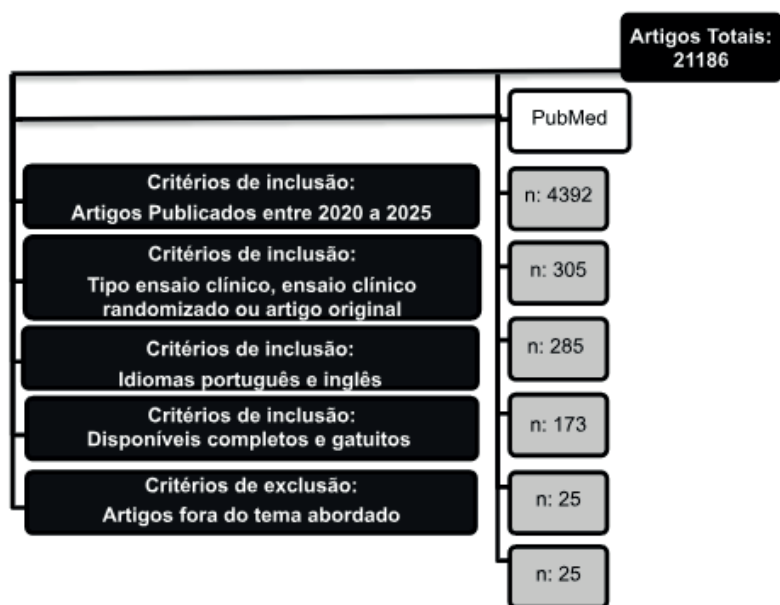 Artigos Totais:
21186
PubMed
Critérios de inclusão:
Artigos Publicados entre 2020 a 2025
n: 4392
Critérios de inclusão:
Tipo ensaio clínico, ensaio clínico
randomizado ou artigo original
n: 305
Critérios de inclusão:
Idiomas português e inglês
n: 285
Critérios de inclusão:
Disponíveis completos e gatuitos
n: 173
Critérios de exclusão:
Artigos fora do tema abordado
n: 25
n: 25